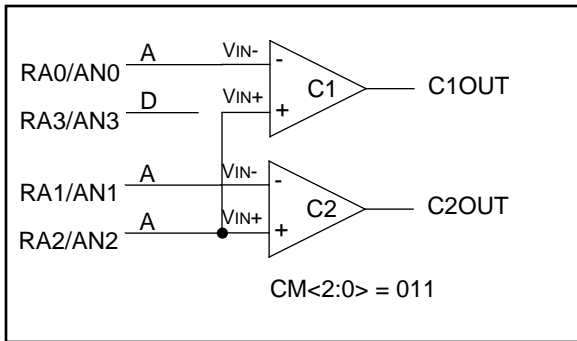 RA0/AN0 A VIN- - C1 C1OUT
RA3/AN3 D VIN+ +
RA1/AN1 A VIN- - C2 C2OUT
RA2/AN2 A VIN+ +
CM<2:0> = 011